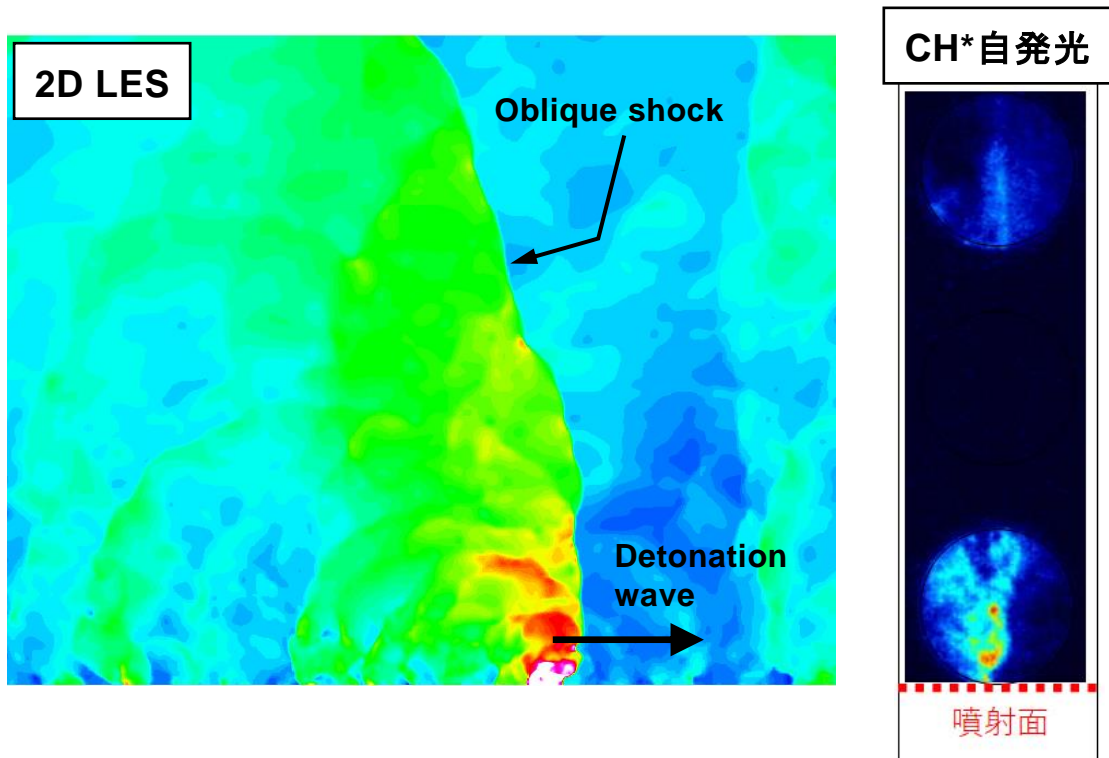 2D LES
Oblique shock
Detonation
wave
CH*自発光
噴射面